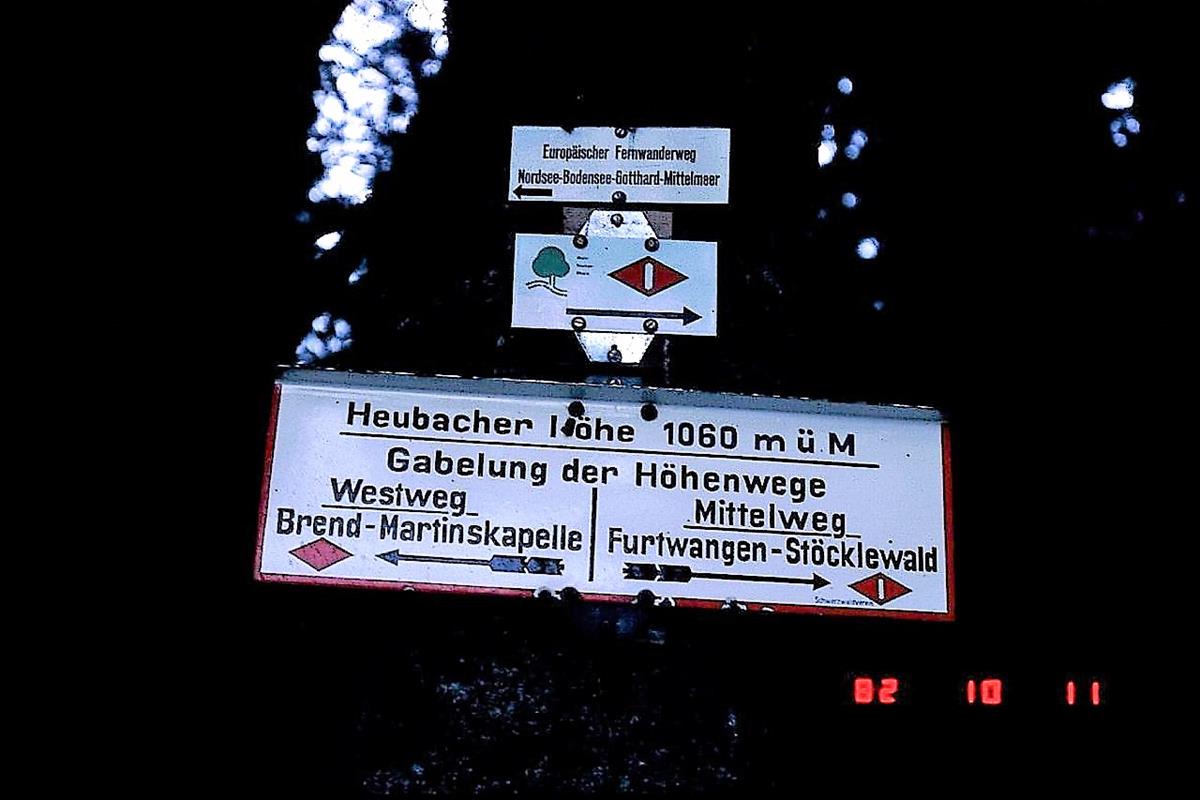 Europäischer Fernwanderweg
Nordsee-Bodensee-Gotthard-Mittelmeer
Heubacher Höhe 1060 m ü M
Gabelung der Höhenwege
Westweg
Brend-Martinskapelle
Mittelweg
Furtwangen-Stöcklewald
Schwarzwaldverein
82 10 11